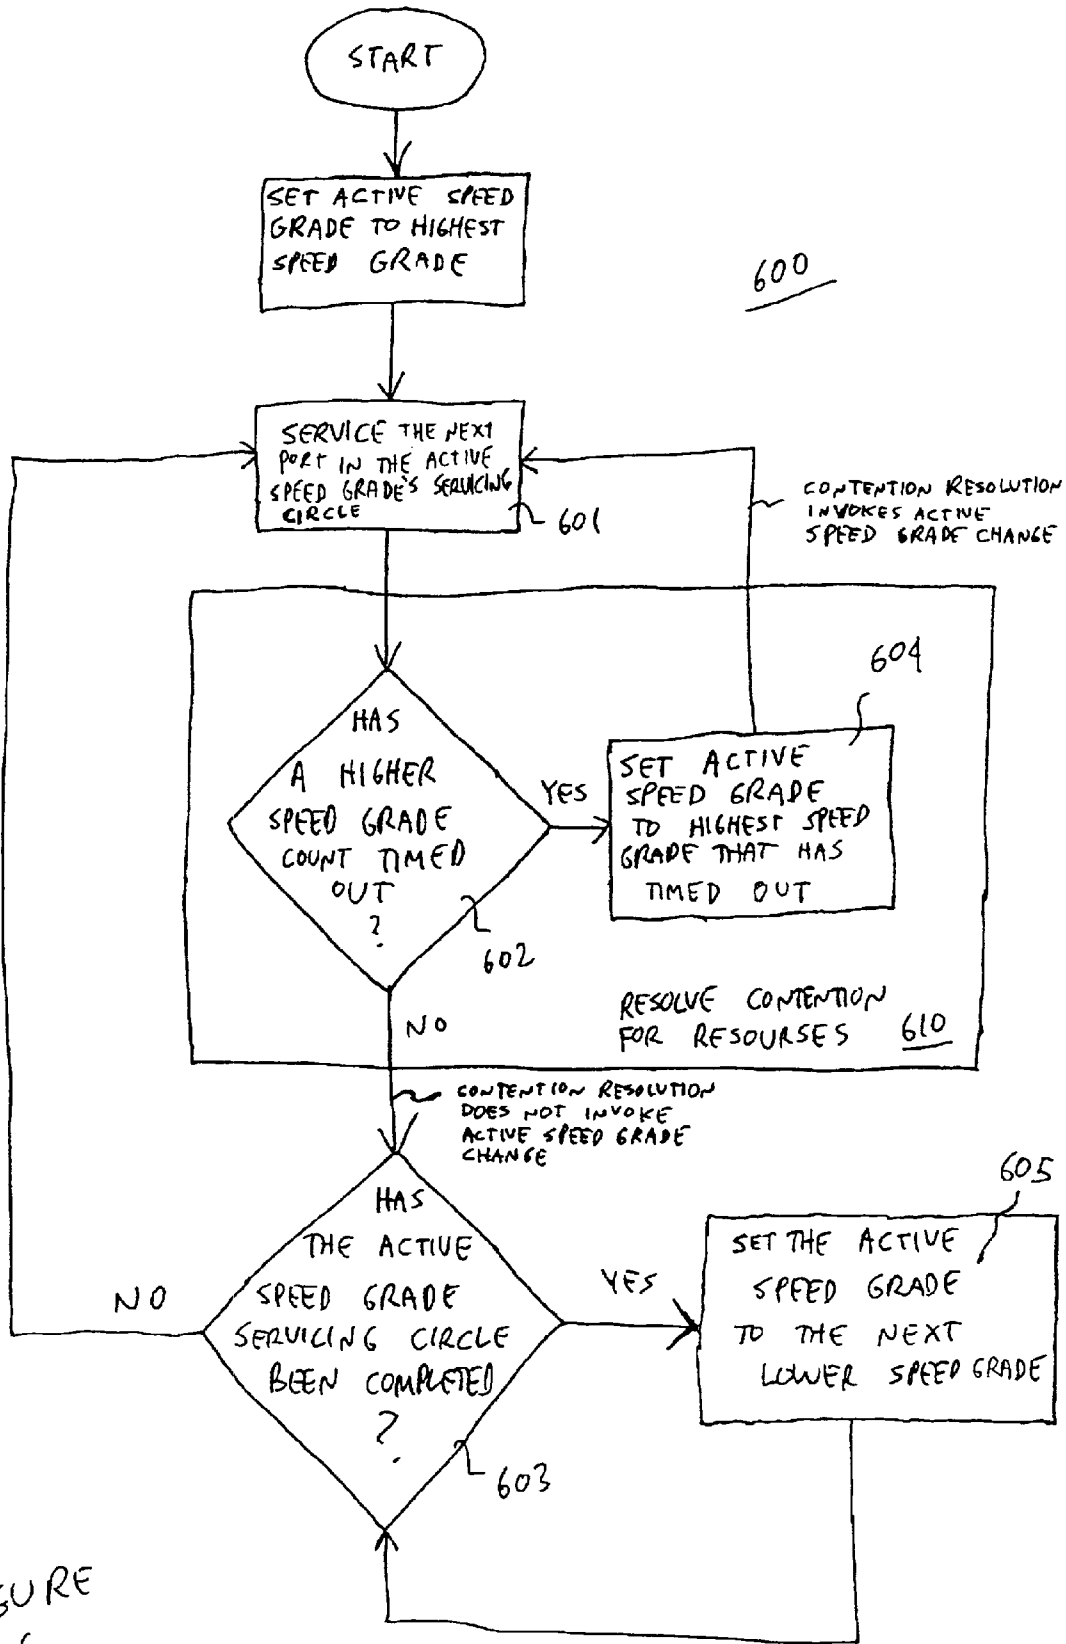 START
SET ACTIVE SPEED
GRADE TO HIGHEST
SPEED GRADE
600
SERVICE THE NEXT
PORT IN THE ACTIVE
SPEED GRADE'S SERVICING
CIRCLE
601
CONTENTION RESOLUTION
INVOKES ACTIVE
SPEED GRADE CHANGE
604
HAS
A HIGHER
SPEED GRADE
COUNT TIMED
OUT
?
602
YES
SET ACTIVE
SPEED GRADE
TO HIGHEST SPEED
GRADE THAT HAS
TIMED OUT
RESOLVE CONTENTION
FOR RESOURSES 610
NO
CONTENTION RESOLUTION
DOES NOT INVOKE
ACTIVE SPEED GRADE
CHANGE
605
HAS
THE ACTIVE
SPEED GRADE
SERVICING CIRCLE
BEEN COMPLETED
?
603
NO
YES
SET THE ACTIVE
SPEED GRADE
TO THE NEXT
LOWER SPEED GRADE